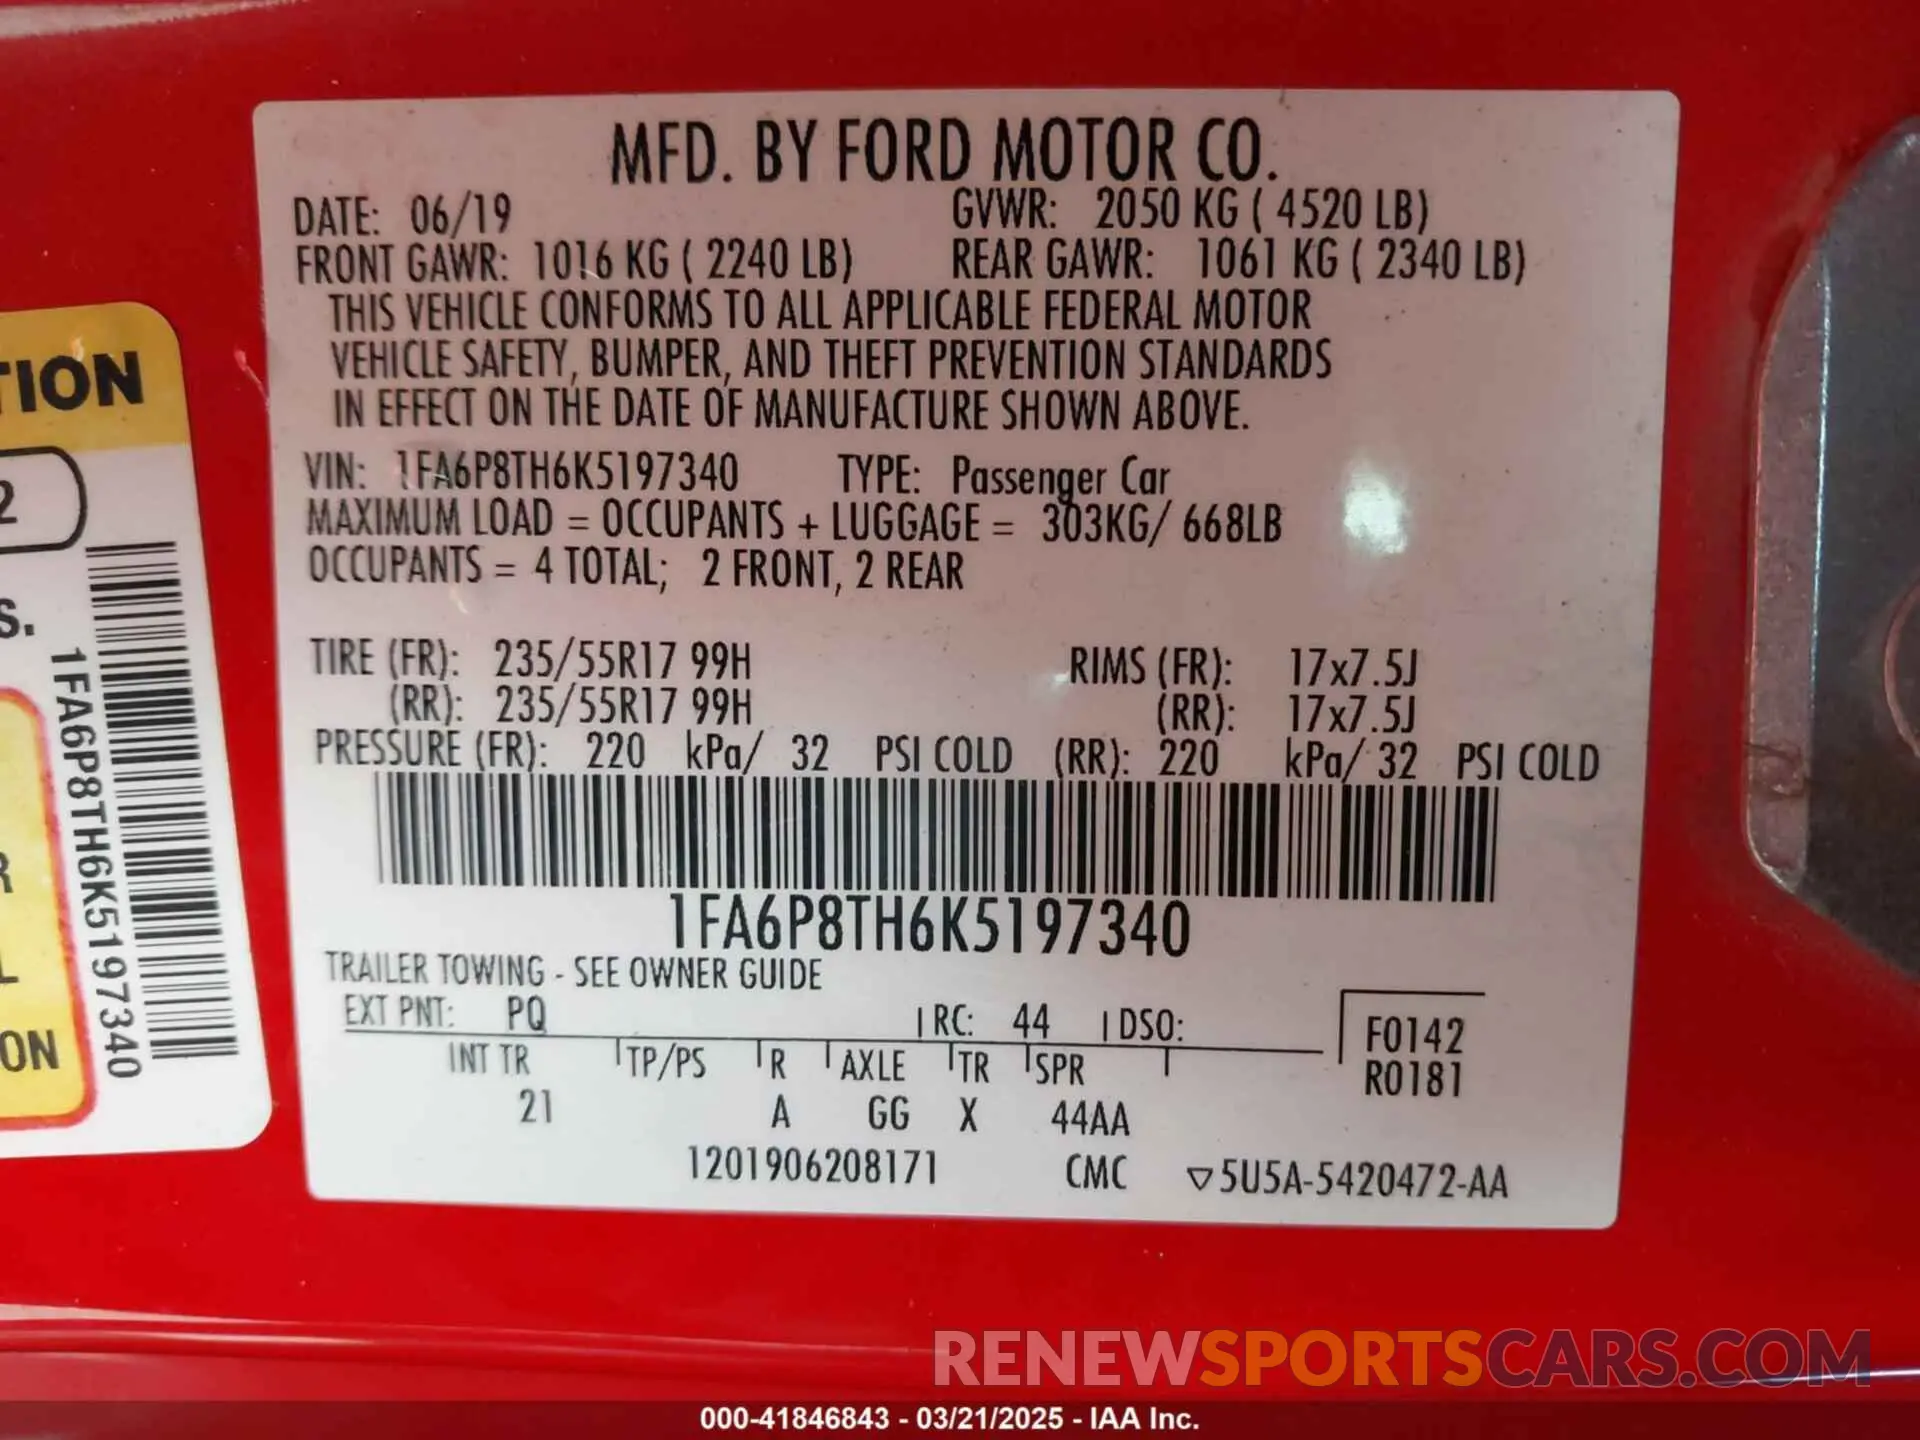 MFD. BY FORD MOTOR CO.
DATE: 06/19 GVWR: 2050 KG ( 4520 LB)
FRONT GAWR: 1016 KG ( 2240 LB) REAR GAWR: 1061 KG ( 2340 LB)
THIS VEHICLE CONFORMS TO ALL APPLICABLE FEDERAL MOTOR
VEHICLE SAFETY, BUMPER, AND THEFT PREVENTION STANDARDS
IN EFFECT ON THE DATE OF MANUFACTURE SHOWN ABOVE.
VIN: 1FA6P8TH6K5197340 TYPE: Passenger Car
MAXIMUM LOAD = OCCUPANTS + LUGGAGE = 303KG/ 668LB
OCCUPANTS = 4 TOTAL; 2 FRONT, 2 REAR
TIRE (FR): 235/55R17 99H RIMS (FR): 17x7.5J
(RR): 235/55R17 99H (RR): 17x7.5J
PRESSURE (FR): 220 kPa/ 32 PSI COLD (RR): 220 kPa/ 32 PSI COLD
1FA6P8TH6K5197340
TRAILER TOWING - SEE OWNER GUIDE
EXT PNT: PQ RC: 44 DSO: F0142
R0181
INT TR TP/PS R AXLE TR SPR
21 A GG X 44AA
1201906208171 CMC ▽5U5A-5420472-AA
TION
2
S.
1FA6P8TH6K5197340
R
L
ON
RENEWSPORTSCARS.COM
000-41846843 - 03/21/2025 - IAA Inc.